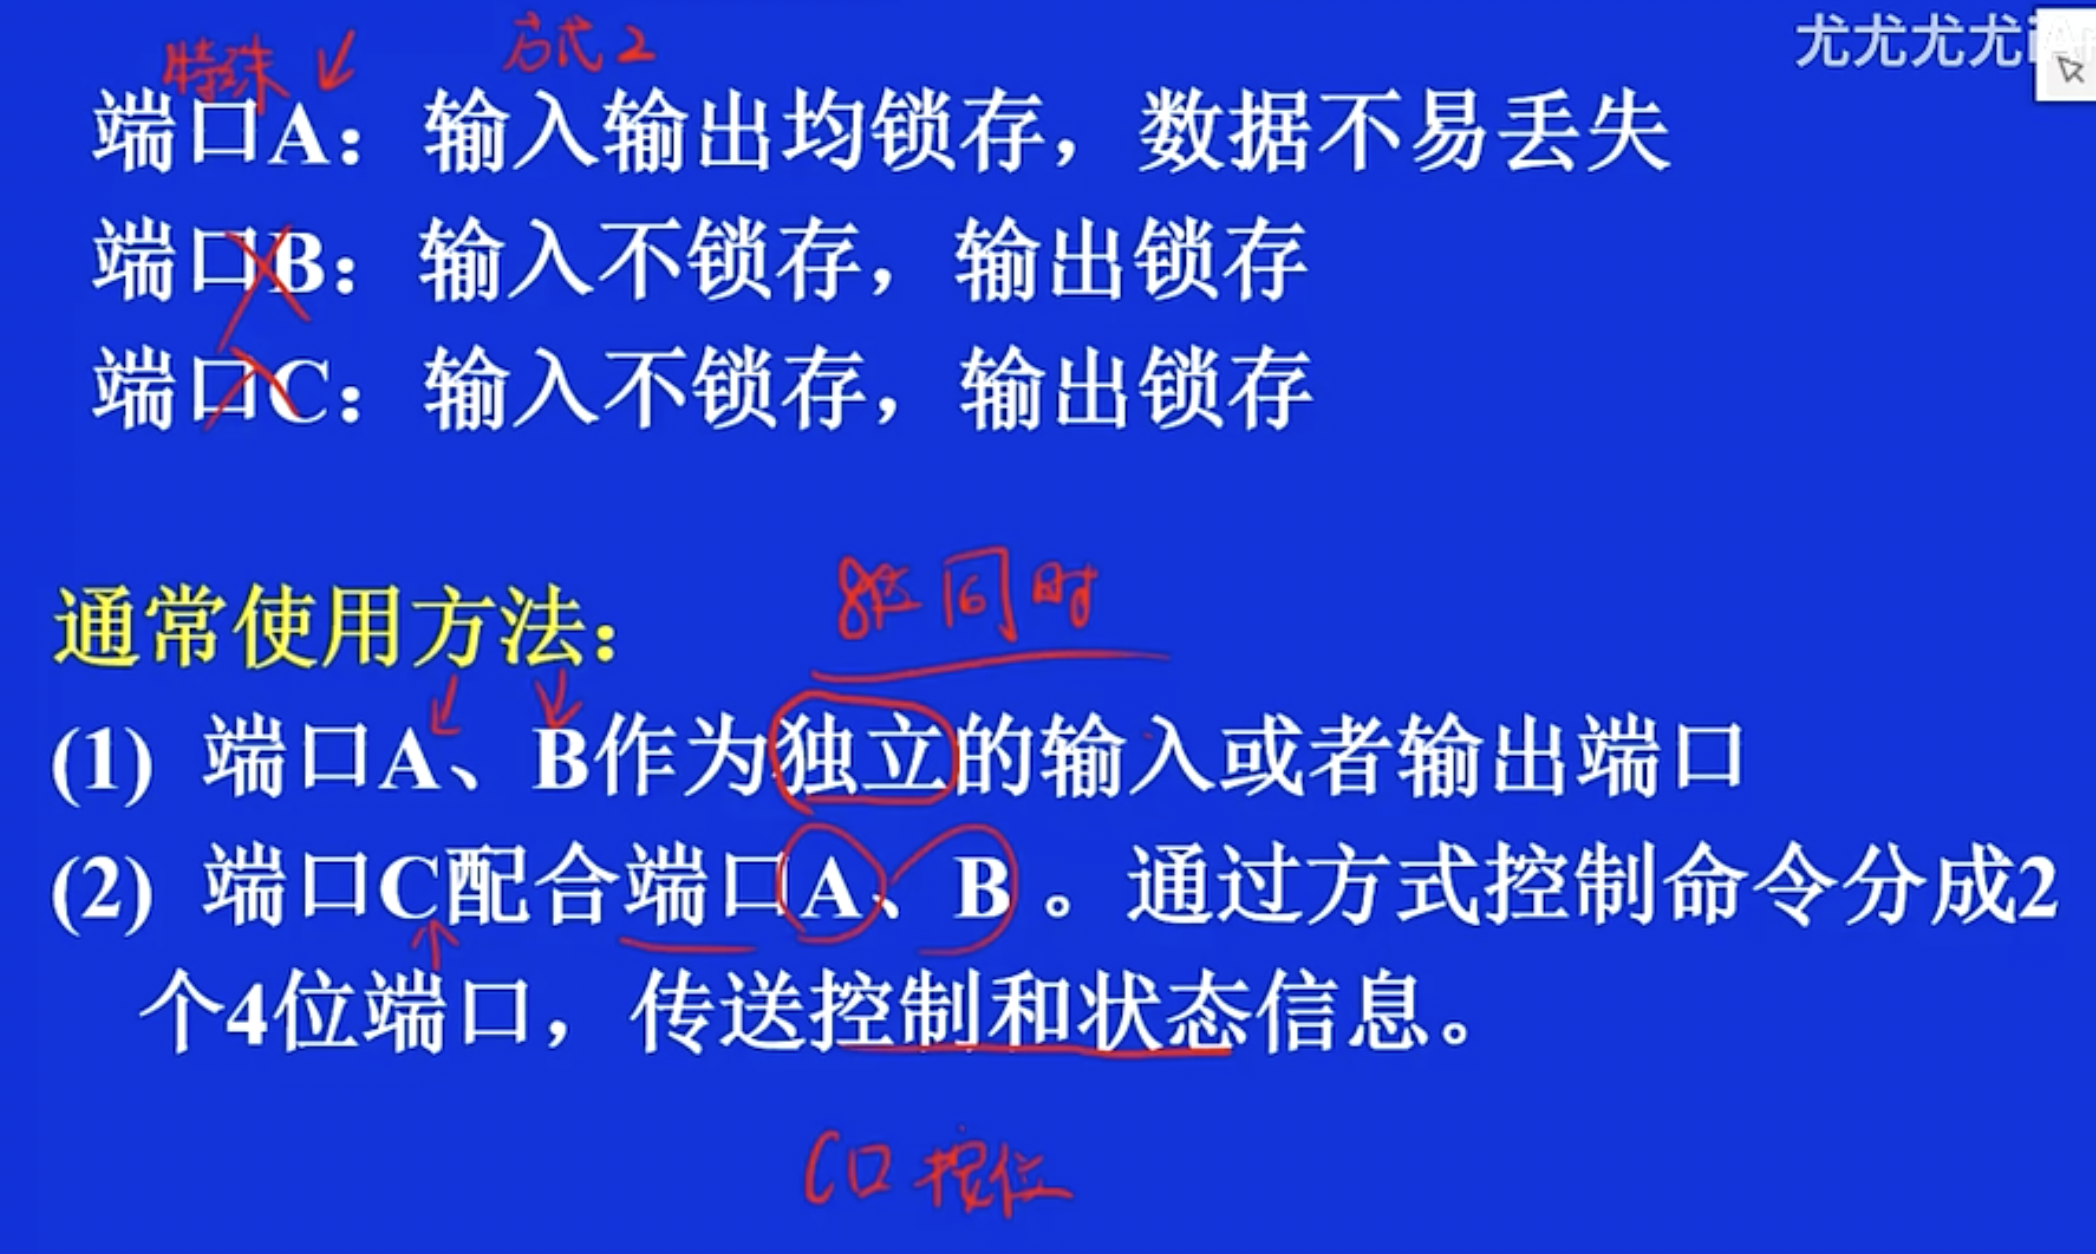 特殊 方式2
尤尤尤尤
端口A：输入输出均锁存，数据不易丢失
端口B：输入不锁存，输出锁存
端口C：输入不锁存，输出锁存
8位同时
通常使用方法：
(1) 端口A、B作为独立的输入或者输出端口
(2) 端口C配合端口A、B。通过方式控制命令分成2
个4位端口，传送控制和状态信息。
C口 按位